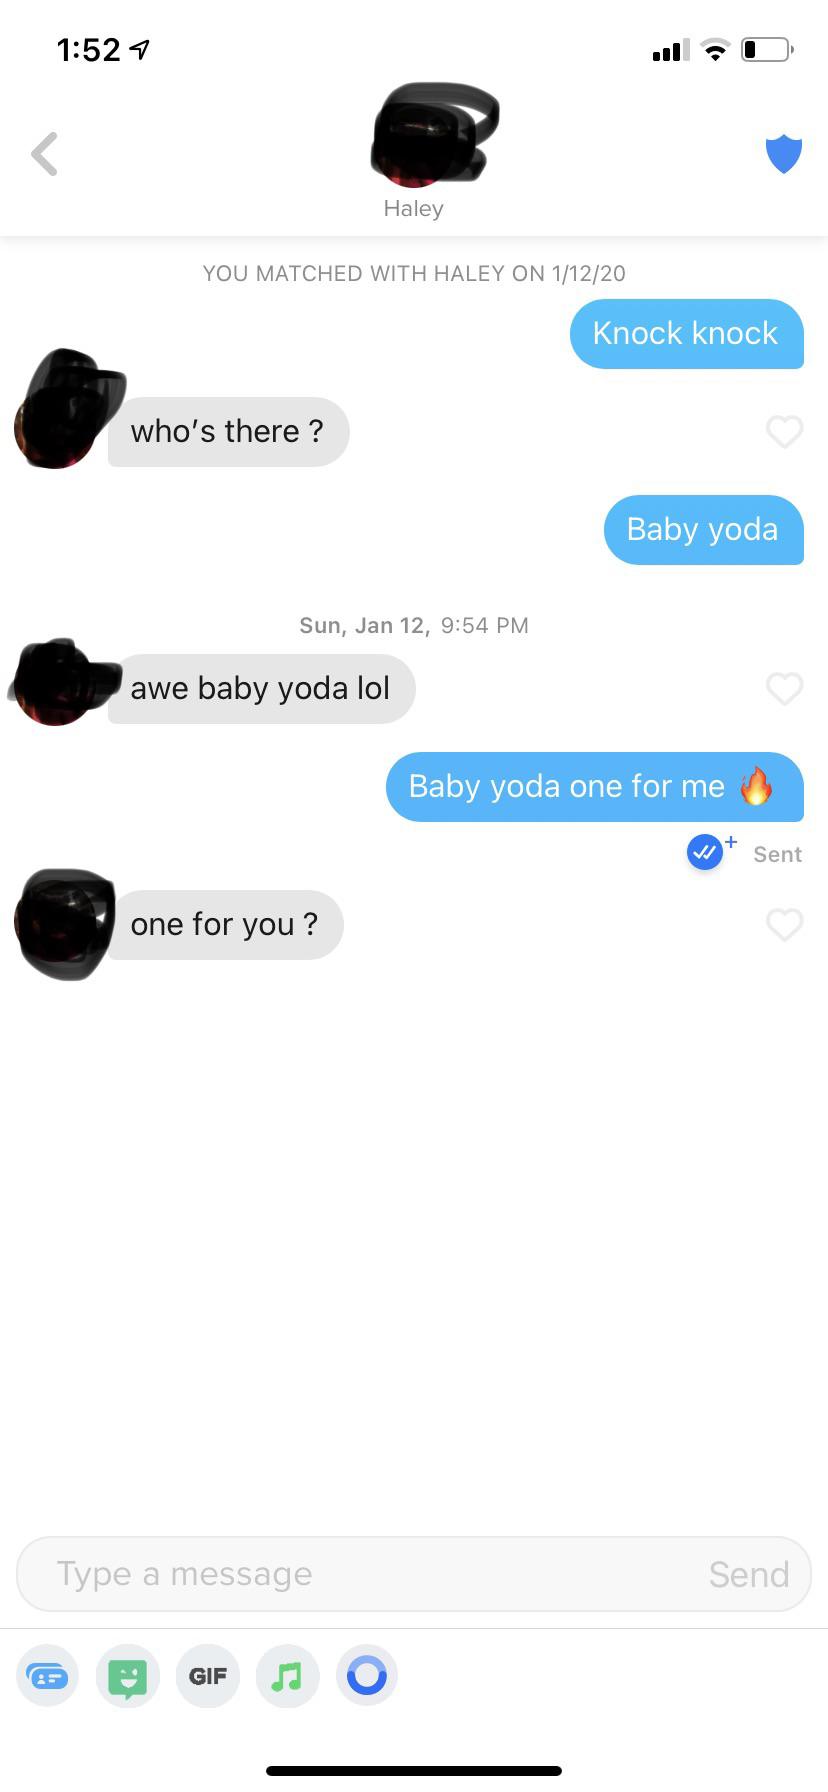 1:52
Haley
YOU MATCHED WITH HALEY ON 1/12/20
Knock knock
who's there ?
Baby yoda
Sun, Jan 12, 9:54 PM
awe baby yoda lol
Baby yoda one for me 🔥
Sent
one for you ?
Type a message Send
GIF